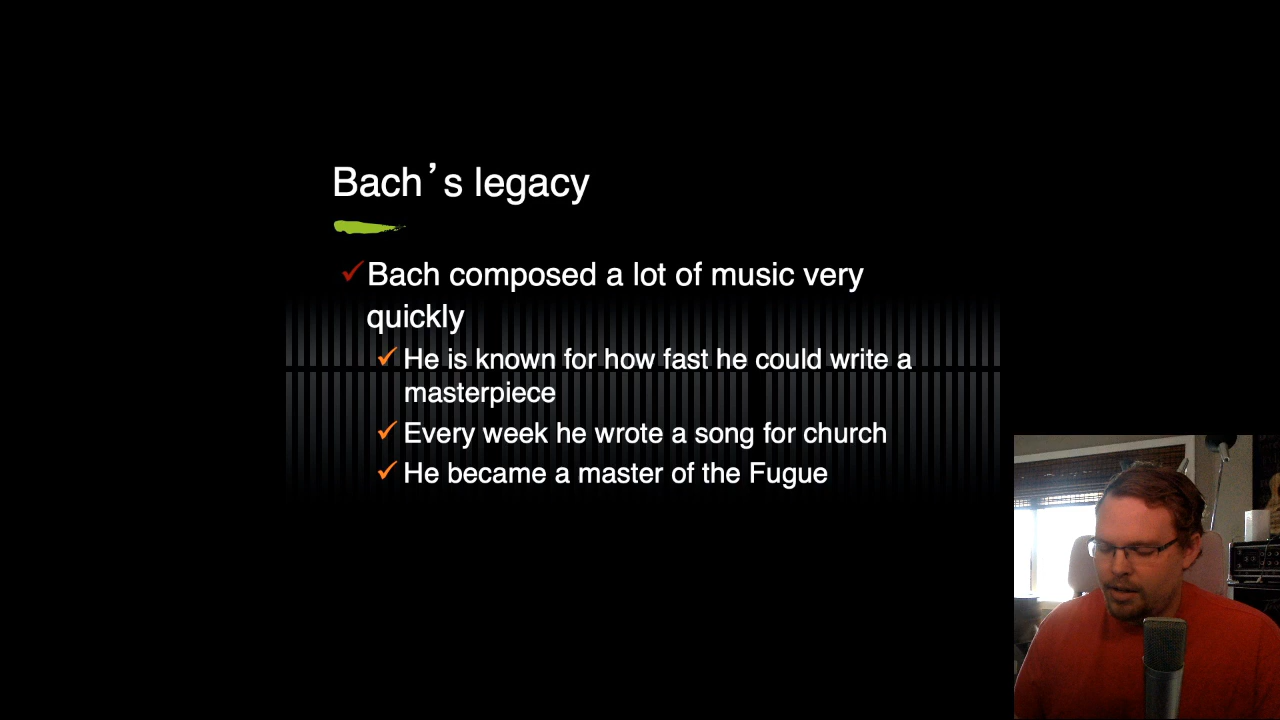 Bach’s legacy
✓Bach composed a lot of music very
quickly
✓He is known for how fast he could write a
masterpiece
✓Every week he wrote a song for church
✓He became a master of the Fugue